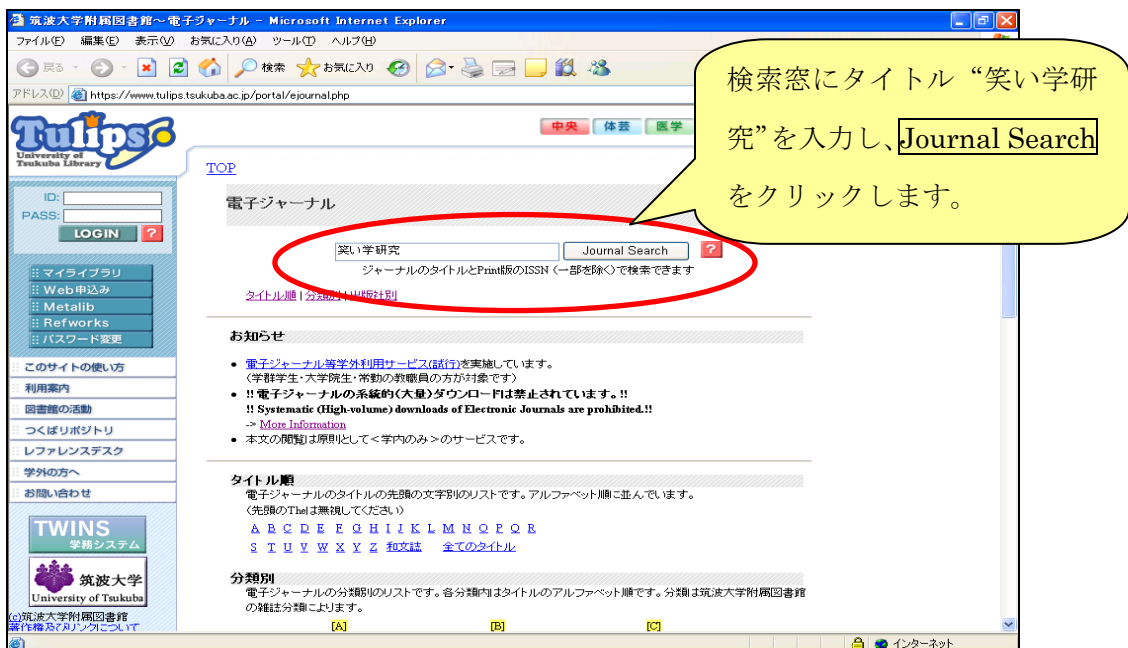 筑波大学附属図書館～電子ジャーナル - Microsoft Internet Explorer
ファイル(F) 編集(E) 表示(V) お気に入り(A) ツール(T) ヘルプ(H)
戻る 検索 お気に入り
アドレス(D) https://www.tulips.tsukuba.ac.jp/portal/ejournal.php
検索窓にタイトル“笑い学研
究”を入力し、Journal Search
をクリックします。
Tulips
University of
Tsukuba Library
中央 体芸 医学
TOP
ID:
PASS:
LOGIN ?
マイライブラリ
Web申込み
Metalib
Refworks
パスワード変更
このサイトの使い方
利用案内
図書館の活動
つくばリポジトリ
レファレンスデスク
学外の方へ
お問い合わせ
TWINS
学務システム
筑波大学
University of Tsukuba
(c)筑波大学附属図書館
著作権及びリンクについて
電子ジャーナル
笑い学研究 Journal Search ?
ジャーナルのタイトルとPrint版のISSN(一部を除く)で検索できます
タイトル順 | 分類別 | 出版社別
お知らせ
電子ジャーナル等学外利用サービス(試行)を実施しています。
(学群学生・大学院生・常勤の教職員の方が対象です)
!! 電子ジャーナルの系統的(大量)ダウンロードは禁止されています。!!
!! Systematic (High-volume) downloads of Electronic Journals are prohibited.!!
-> More Information
本文の閲覧は原則として<学内のみ>のサービスです。
タイトル順
電子ジャーナルのタイトルの先頭の文字別のリストです。アルファベット順に並んでいます。
(先頭のTheは無視してください)
A B C D E F G H I J K L M N O P Q R
S T U V W X Y Z 和文誌 全てのタイトル
分類別
電子ジャーナルの分類別のリストです。各分類内はタイトルのアルファベット順です。分類は筑波大学附属図書館
の雑誌分類によります。
[A] [B] [C]
インターネット